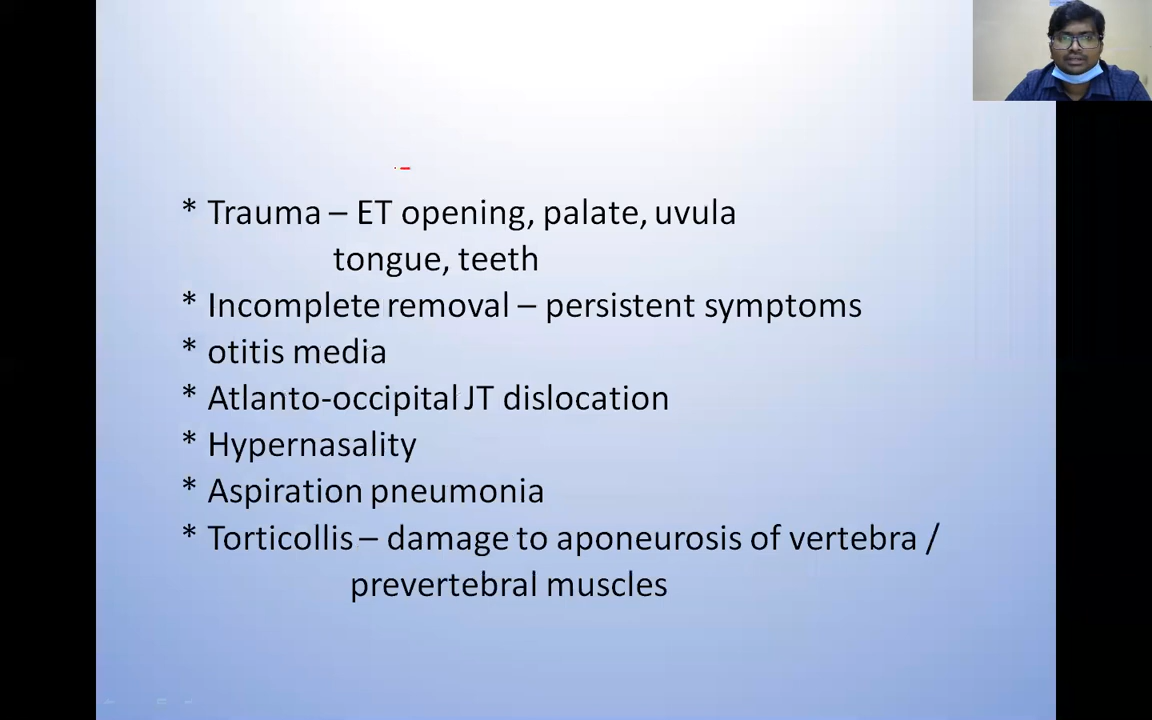 * Trauma – ET opening, palate, uvula
tongue, teeth
* Incomplete removal – persistent symptoms
* otitis media
* Atlanto-occipital JT dislocation
* Hypernasality
* Aspiration pneumonia
* Torticollis – damage to aponeurosis of vertebra /
prevertebral muscles